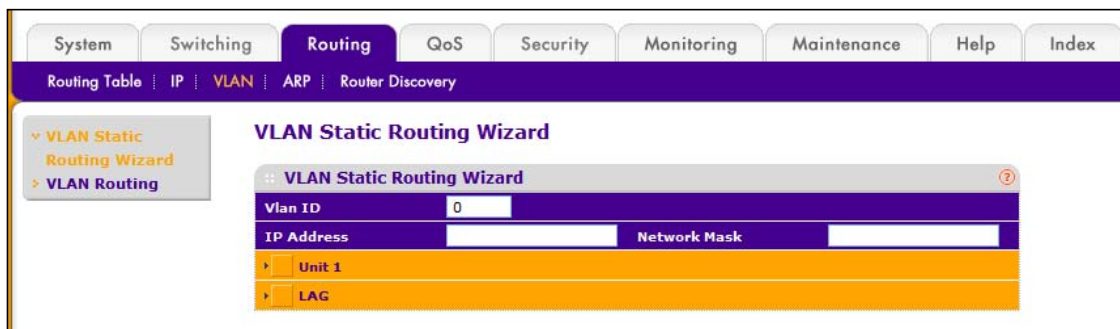 System Switching Routing QoS Security Monitoring Maintenance Help Index
Routing Table IP VLAN ARP Router Discovery
VLAN Static
Routing Wizard
VLAN Routing
VLAN Static Routing Wizard
VLAN Static Routing Wizard ?
Vlan ID 0
IP Address Network Mask
Unit 1
LAG